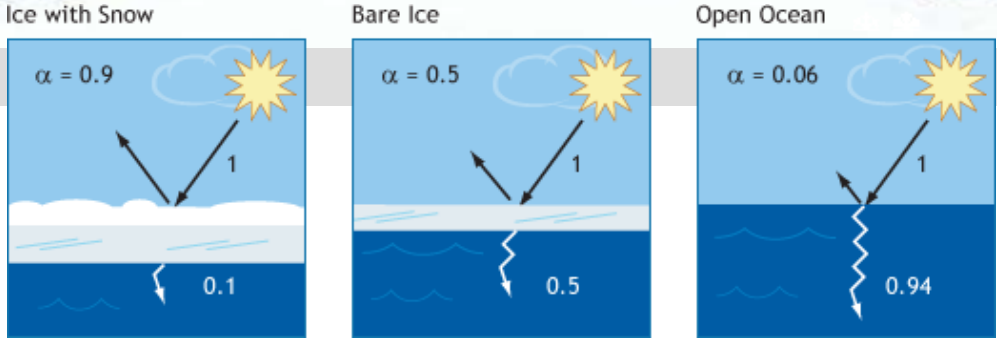 Ice with Snow
α = 0.9
1
0.1
Bare Ice
α = 0.5
1
0.5
Open Ocean
α = 0.06
1
0.94